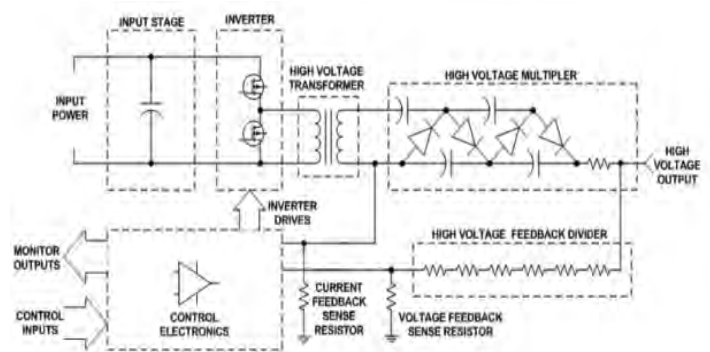 INPUT STAGE
INVERTER
HIGH VOLTAGE
TRANSFORMER
HIGH VOLTAGE MULTIPLER
INPUT
POWER
HIGH
VOLTAGE
OUTPUT
INVERTER
DRIVES
HIGH VOLTAGE FEEDBACK DIVIDER
MONITOR
OUTPUTS
CONTROL
INPUTS
CONTROL
ELECTRONICS
CURRENT
FEEDBACK
SENSE
RESISTOR
VOLTAGE FEEDBACK
SENSE RESISTOR